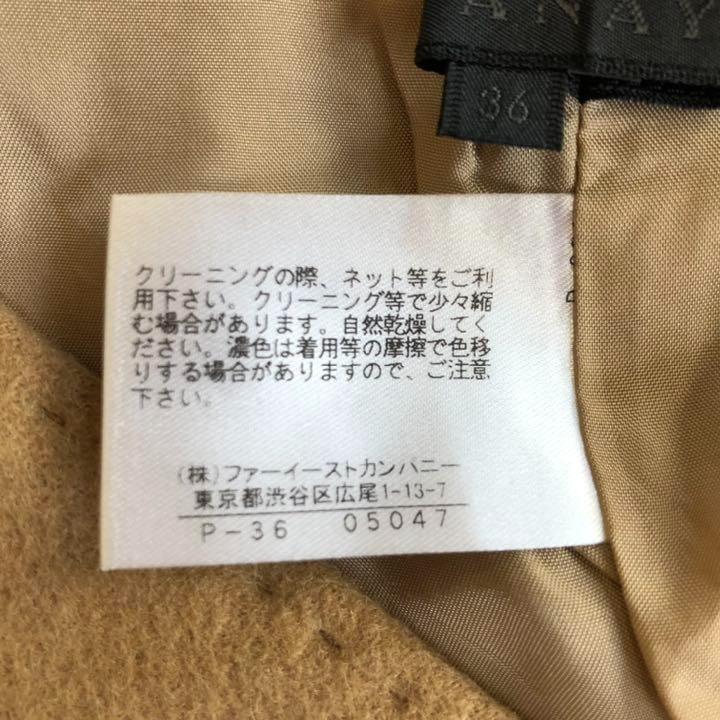 ANAY
36
クリーニングの際、ネット等をご利
用下さい。クリーニング等で少々縮
む場合があります。自然乾燥してく
ださい。濃色は着用等の摩擦で色移
りする場合がありますので、ご注意
下さい。
(株)ファーイーストカンパニー
東京都渋谷区広尾1-13-7
P-36 05047